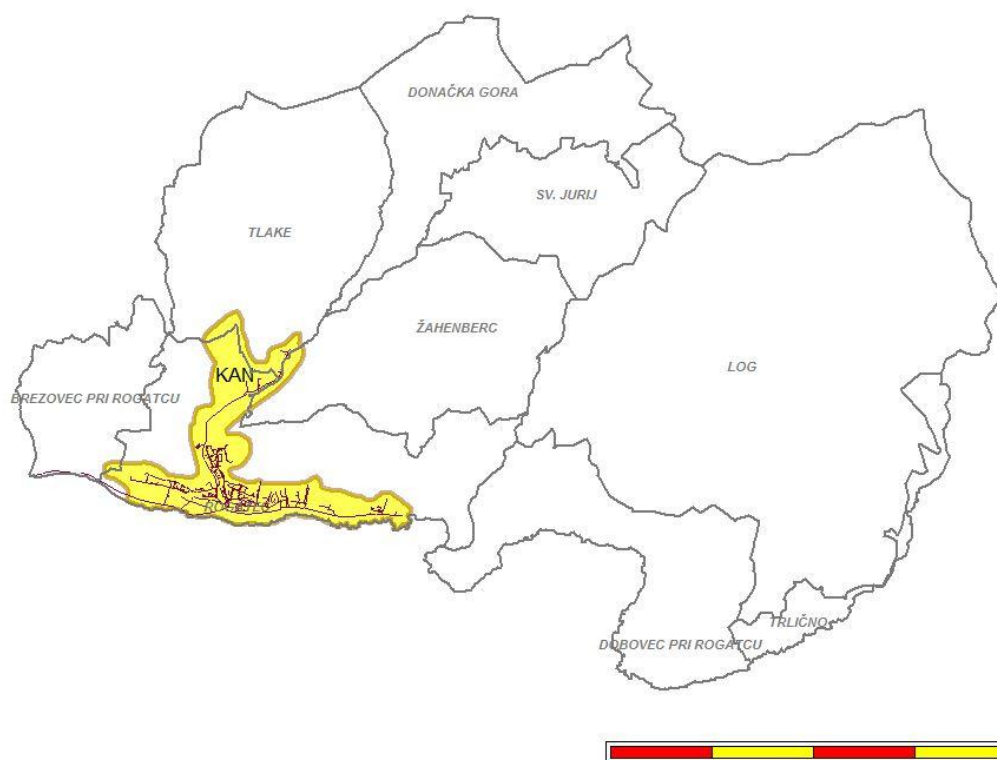 DONAČKA GORA
SV. JURIJ
TLAKE
ŽAHENBERC
LOG
KAN
BREZOVEC PRI ROGATCU
TRLIČNO
DOBOVEC PRI ROGATCU